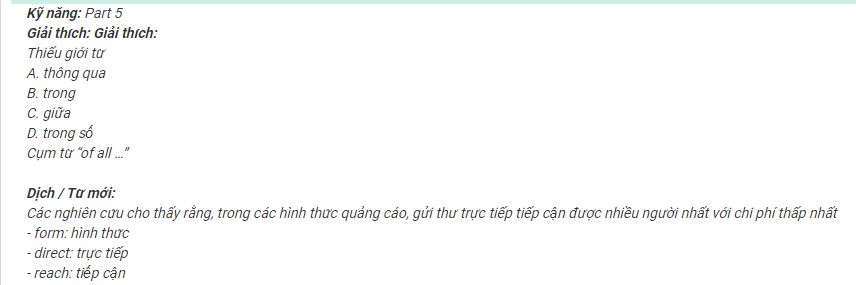 Kỹ năng: Part 5
Giải thích: Giải thích:
Thiếu giới từ
A. thông qua
B. trong
C. giữa
D. trong số
Cụm từ “of all ...”
Dịch / Từ mới:
Các nghiên cứu cho thấy rằng, trong các hình thức quảng cáo, gửi thư trực tiếp tiếp cận được nhiều người nhất với chi phí thấp nhất
- form: hình thức
- direct: trực tiếp
- reach: tiếp cận